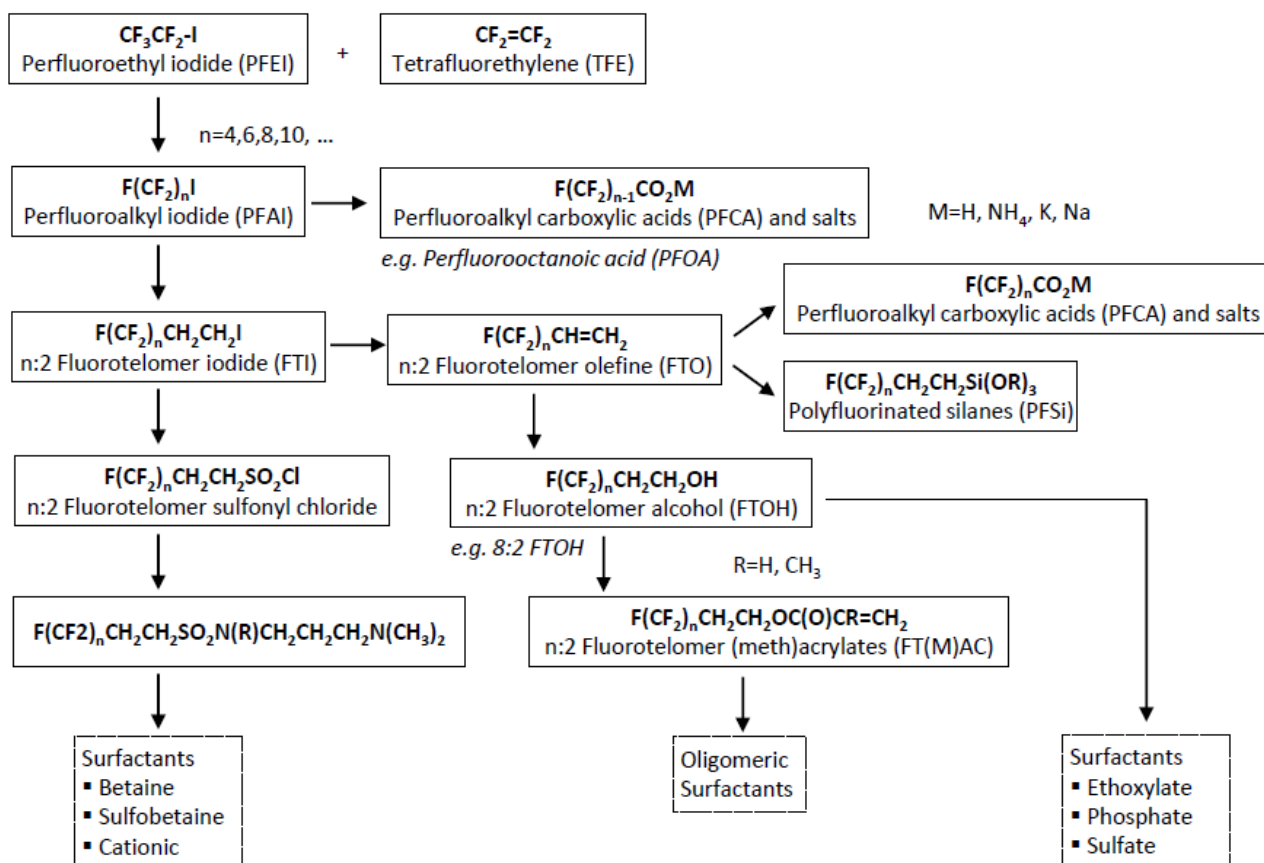 CF₃CF₂-I
Perfluoroethyl iodide (PFEI)
+
CF₂=CF₂
Tetrafluorethylene (TFE)
n=4,6,8,10, ...
F(CF₂)ₙI
Perfluoroalkyl iodide (PFAI)
F(CF₂)ₙ₋₁CO₂M
Perfluoroalkyl carboxylic acids (PFCA) and salts
M=H, NH₄, K, Na
e.g. Perfluorooctanoic acid (PFOA)
F(CF₂)ₙCO₂M
Perfluoroalkyl carboxylic acids (PFCA) and salts
F(CF₂)ₙCH₂CH₂I
n:2 Fluorotelomer iodide (FTI)
F(CF₂)ₙCH=CH₂
n:2 Fluorotelomer olefine (FTO)
F(CF₂)ₙCH₂CH₂Si(OR)₃
Polyfluorinated silanes (PFSi)
F(CF₂)ₙCH₂CH₂SO₂Cl
n:2 Fluorotelomer sulfonyl chloride
F(CF₂)ₙCH₂CH₂OH
n:2 Fluorotelomer alcohol (FTOH)
e.g. 8:2 FTOH
R=H, CH₃
F(CF2)ₙCH₂CH₂SO₂N(R)CH₂CH₂CH₂N(CH₃)₂
F(CF₂)ₙCH₂CH₂OC(O)CR=CH₂
n:2 Fluorotelomer (meth)acrylates (FT(M)AC)
Surfactants
▪ Betaine
▪ Sulfobetaine
▪ Cationic
Oligomeric
Surfactants
Surfactants
▪ Ethoxylate
▪ Phosphate
▪ Sulfate